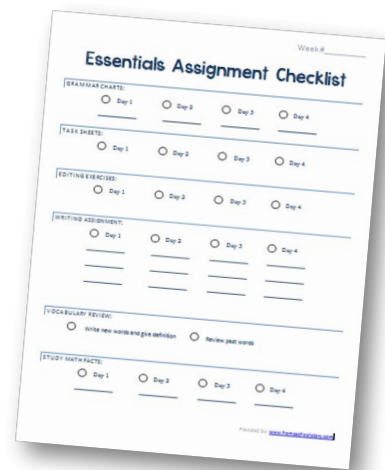 Week#
Essentials Assignment Checklist
GRAMMAR CHARTS:
Day 1 Day 2 Day 3 Day 4
TASK SHEETS:
Day 1 Day 2 Day 3 Day 4
EDITING EXERCISES:
Day 1 Day 2 Day 3 Day 4
WRITING ASSIGNMENT:
Day 1 Day 2 Day 3 Day 4
VOCABULARY REVIEW:
Write new words and give definition Review past words
STUDY MATH FACTS:
Day 1 Day 2 Day 3 Day 4
Provided by: